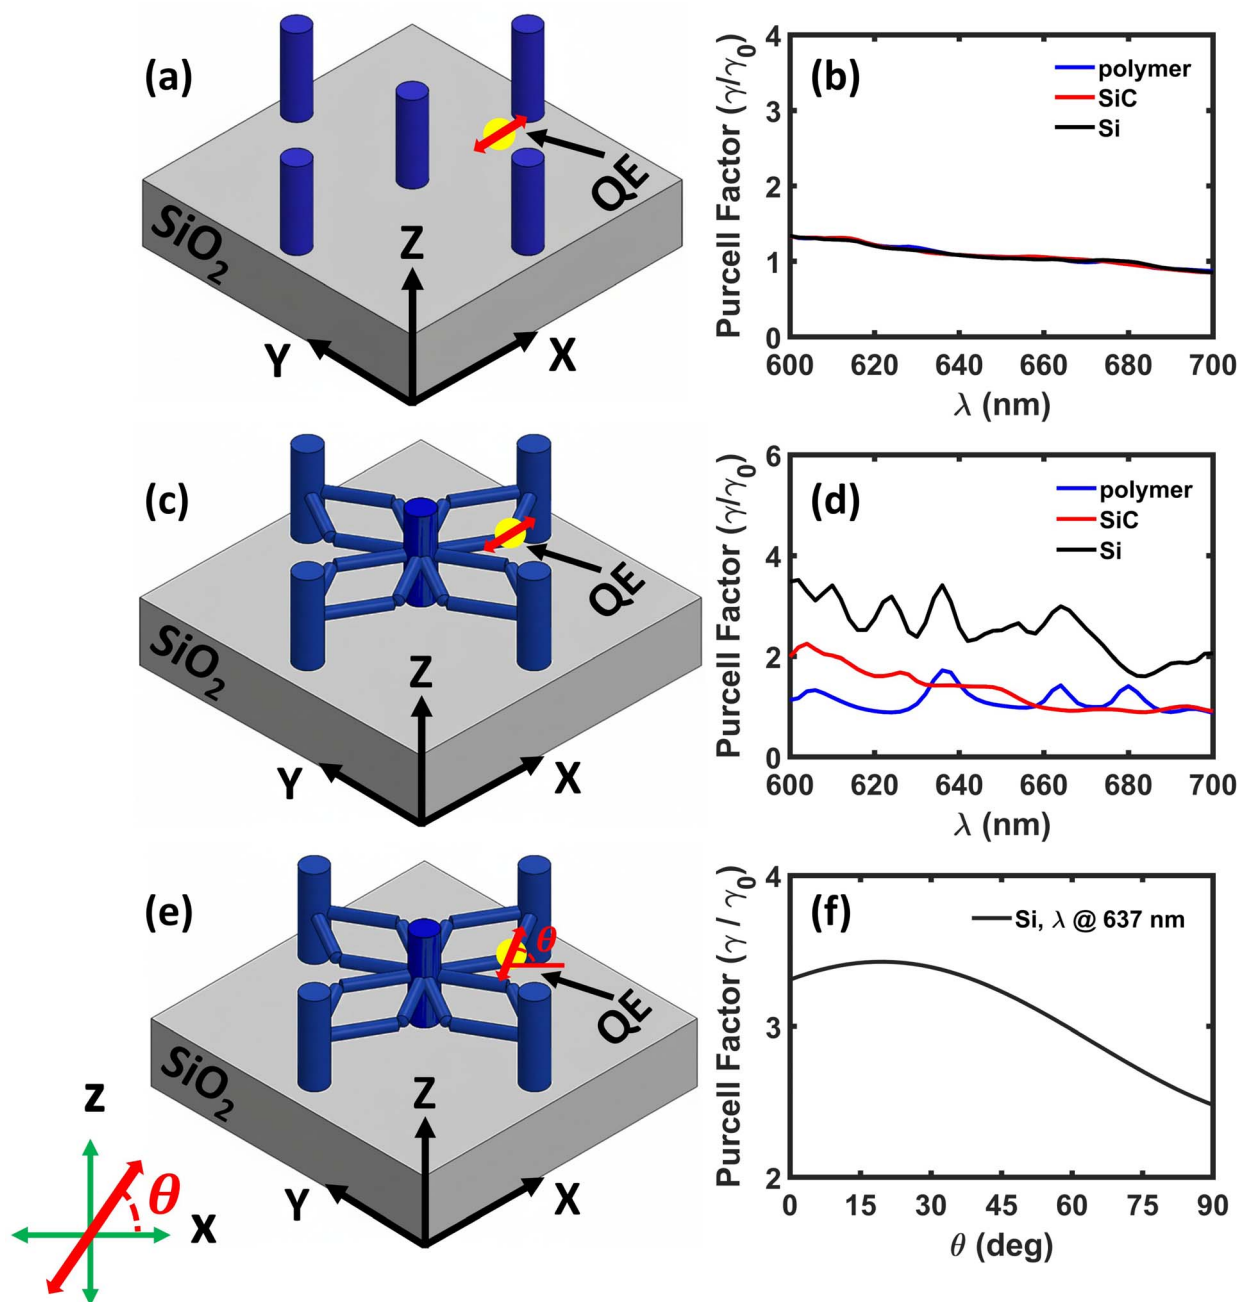 (a)
QE
SiO2
Z
Y
X
(b)
Purcell Factor (γ/γ0)
4
3
2
1
0
polymer
SiC
Si
600 620 640 660 680 700
λ (nm)
(c)
QE
SiO2
Z
Y
X
(d)
Purcell Factor (γ/γ0)
6
4
2
0
polymer
SiC
Si
600 620 640 660 680 700
λ (nm)
(e)
θ
QE
SiO2
Z
Y
X
z
θ
x
(f)
Purcell Factor (γ / γ0)
4
3
2
Si, λ @ 637 nm
0 15 30 45 60 75 90
θ (deg)